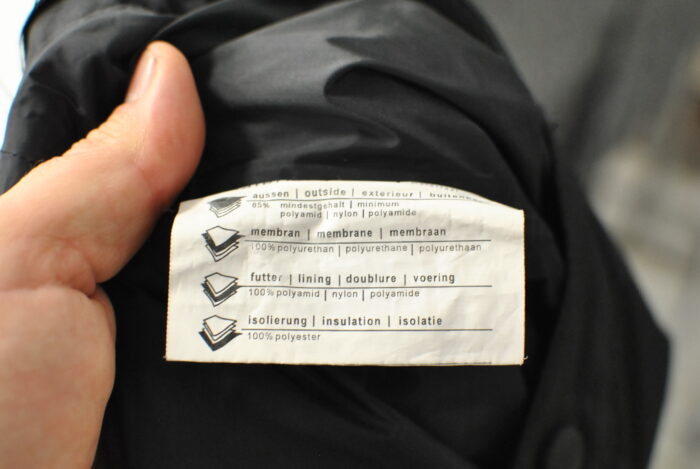 aussen | outside | exterieur |
85% mindestgehalt | minimum
polyamid | nylon | polyamide
membran | membrane | membraan
100% polyurethan | polyurethane | polyurethaan
futter | lining | doublure | voering
100% polyamid | nylon | polyamide
isolierung | insulation | isolatie
100% polyester